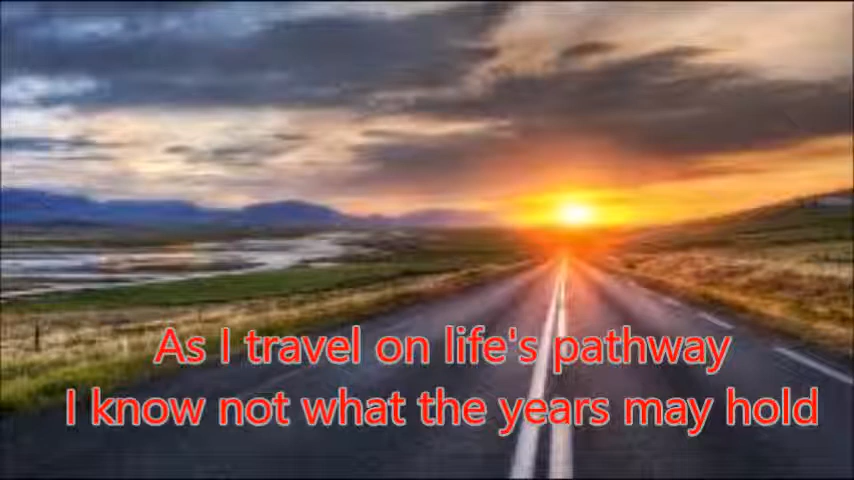 As I travel on life's pathway
I know not what the years may hold